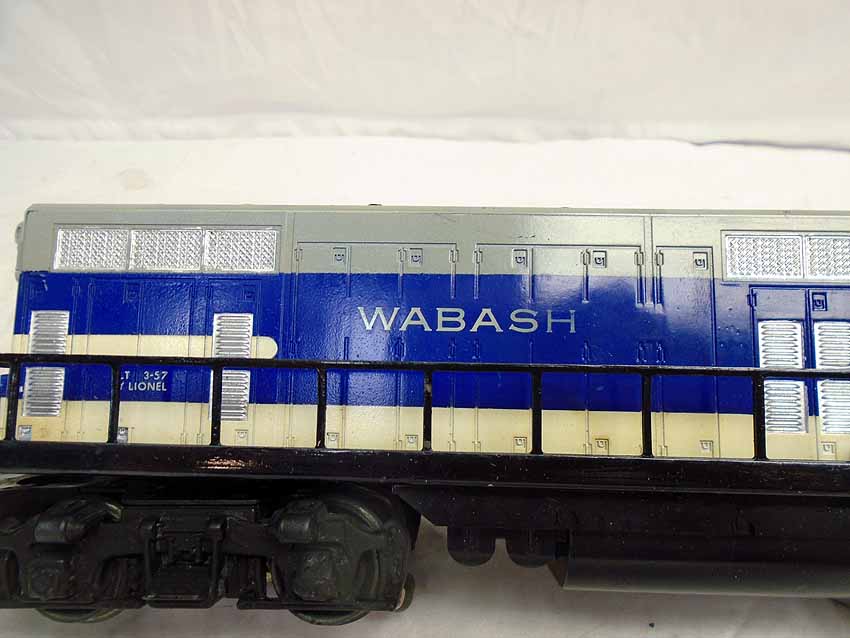 WABASH
T 3-57
Y LIONEL